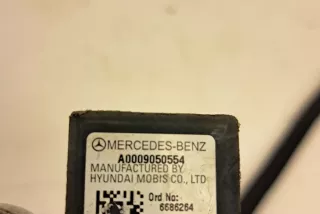 MERCEDES-BENZ
A0009050554
MANUFACTURED BY
HYUNDAI MOBIS CO., LTD
Ord No:
6686264